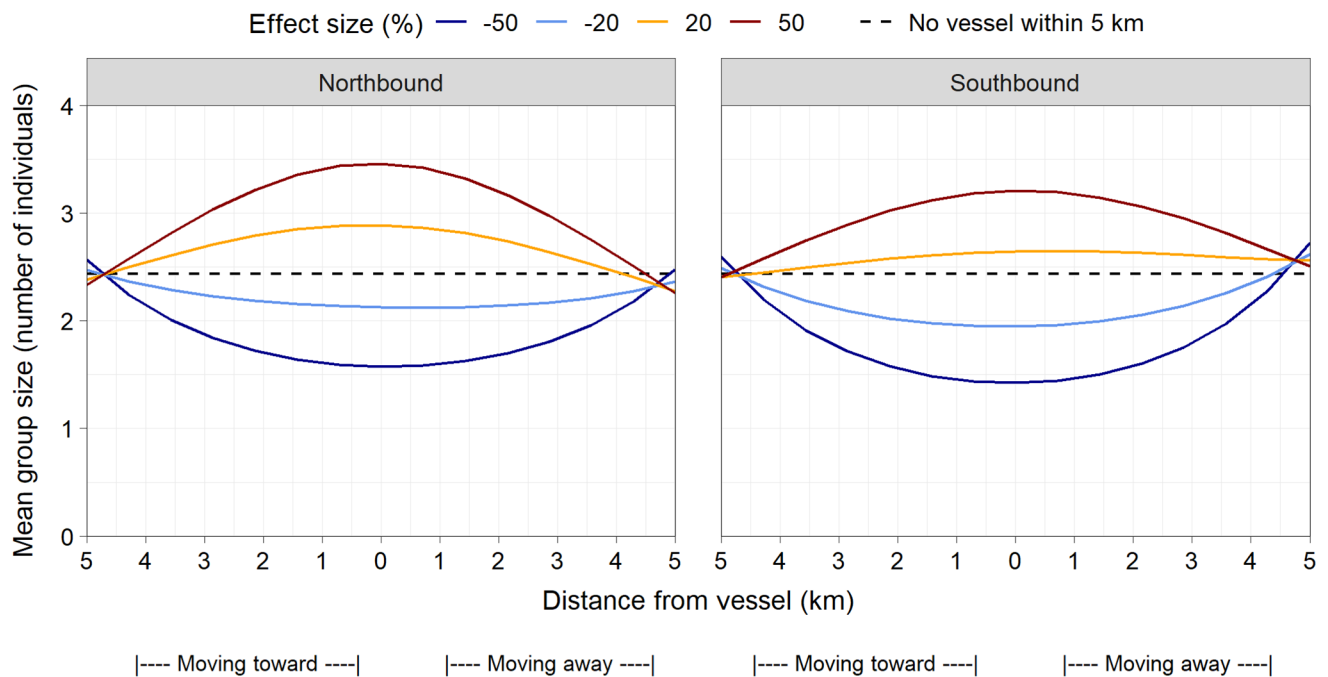 Effect size (%) -50 -20 20 50 No vessel within 5 km
Northbound Southbound
Mean group size (number of individuals)
4
3
2
1
0
5 4 3 2 1 0 1 2 3 4 5 5 4 3 2 1 0 1 2 3 4 5
Distance from vessel (km)
|---- Moving toward ----| |---- Moving away ----| |---- Moving toward ----| |---- Moving away ----|